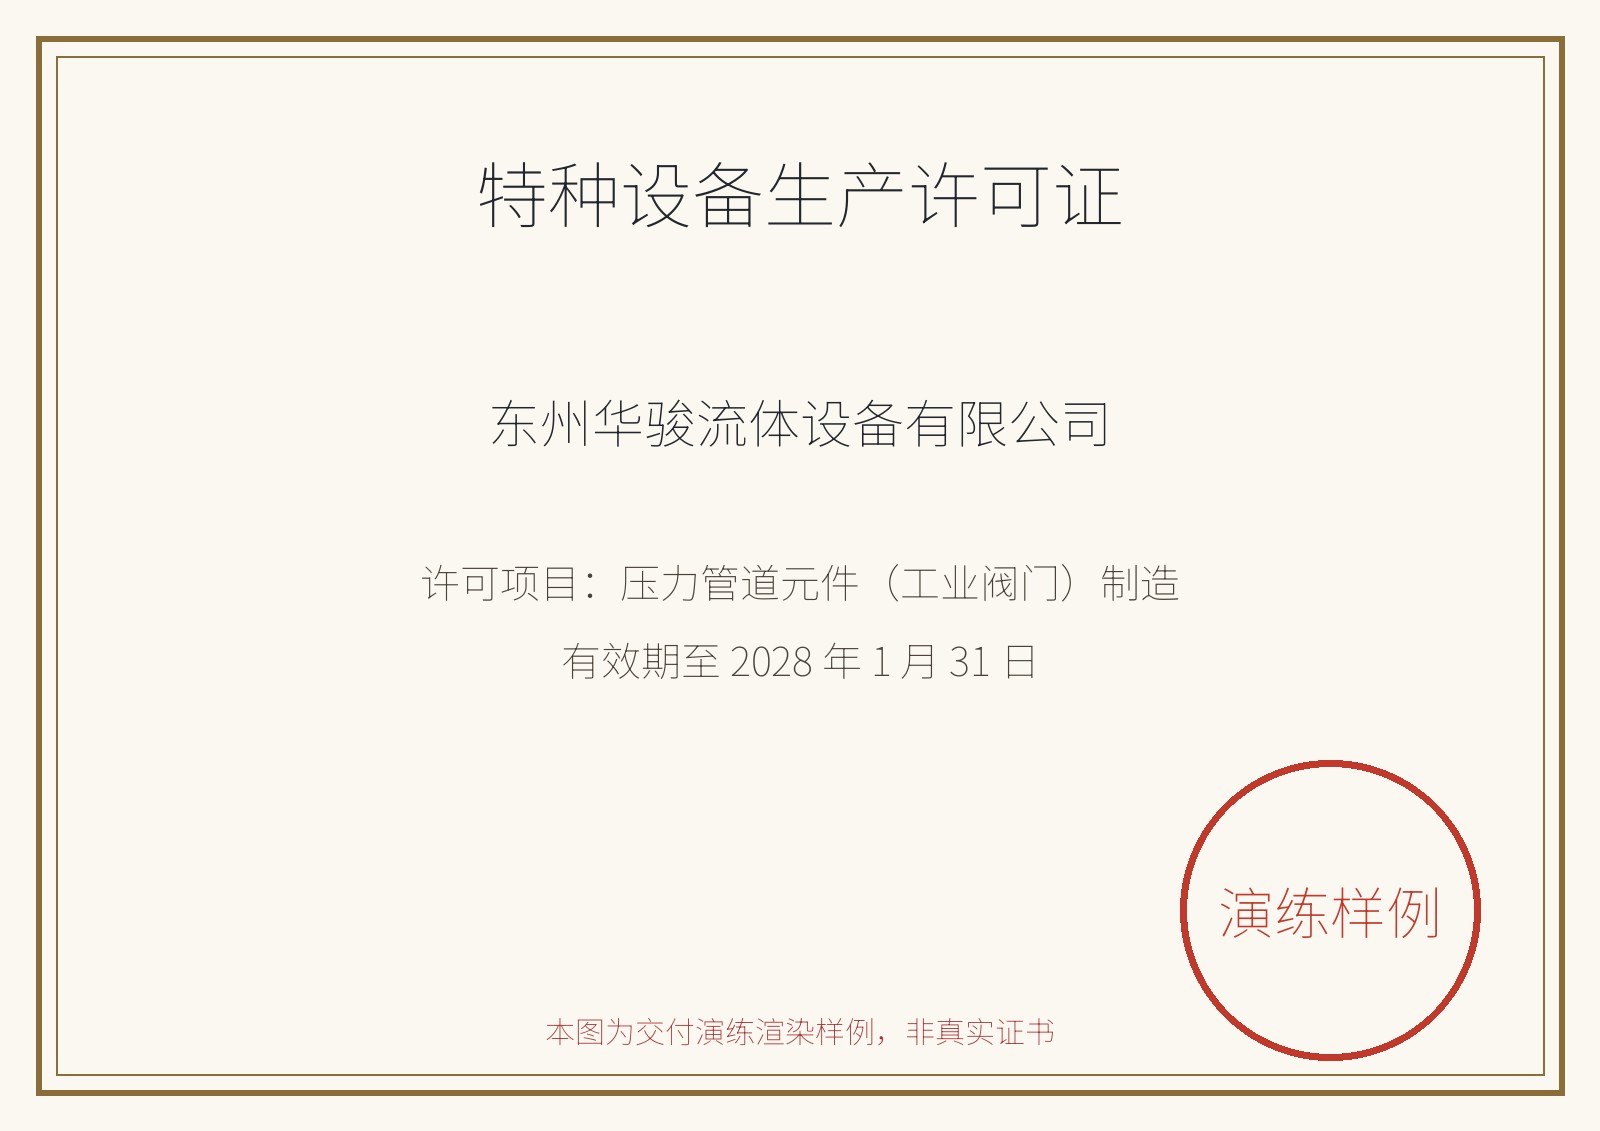 特种设备生产许可证
东州华骏流体设备有限公司
许可项目：压力管道元件（工业阀门）制造
有效期至 2028 年 1 月 31 日
演练样例
本图为交付演练渲染样例，非真实证书